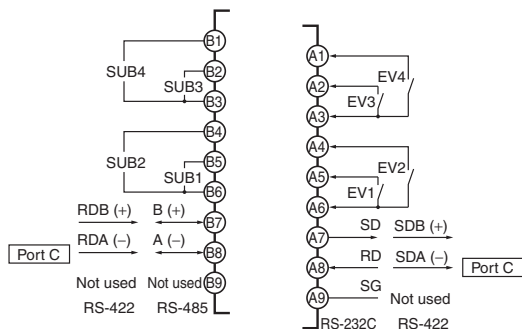 B1
SUB4
B2
SUB3
B3
B4
SUB2
B5
SUB1
B6
RDB (+) B (+) B7
RDA (−) A (−) B8
Port C
Not used Not used B9
RS-422 RS-485
A1
EV4
A2
EV3
A3
A4
EV2
A5
EV1
A6
A7 SD SDB (+)
A8 RD SDA (−) Port C
A9 SG Not used
RS-232C RS-422